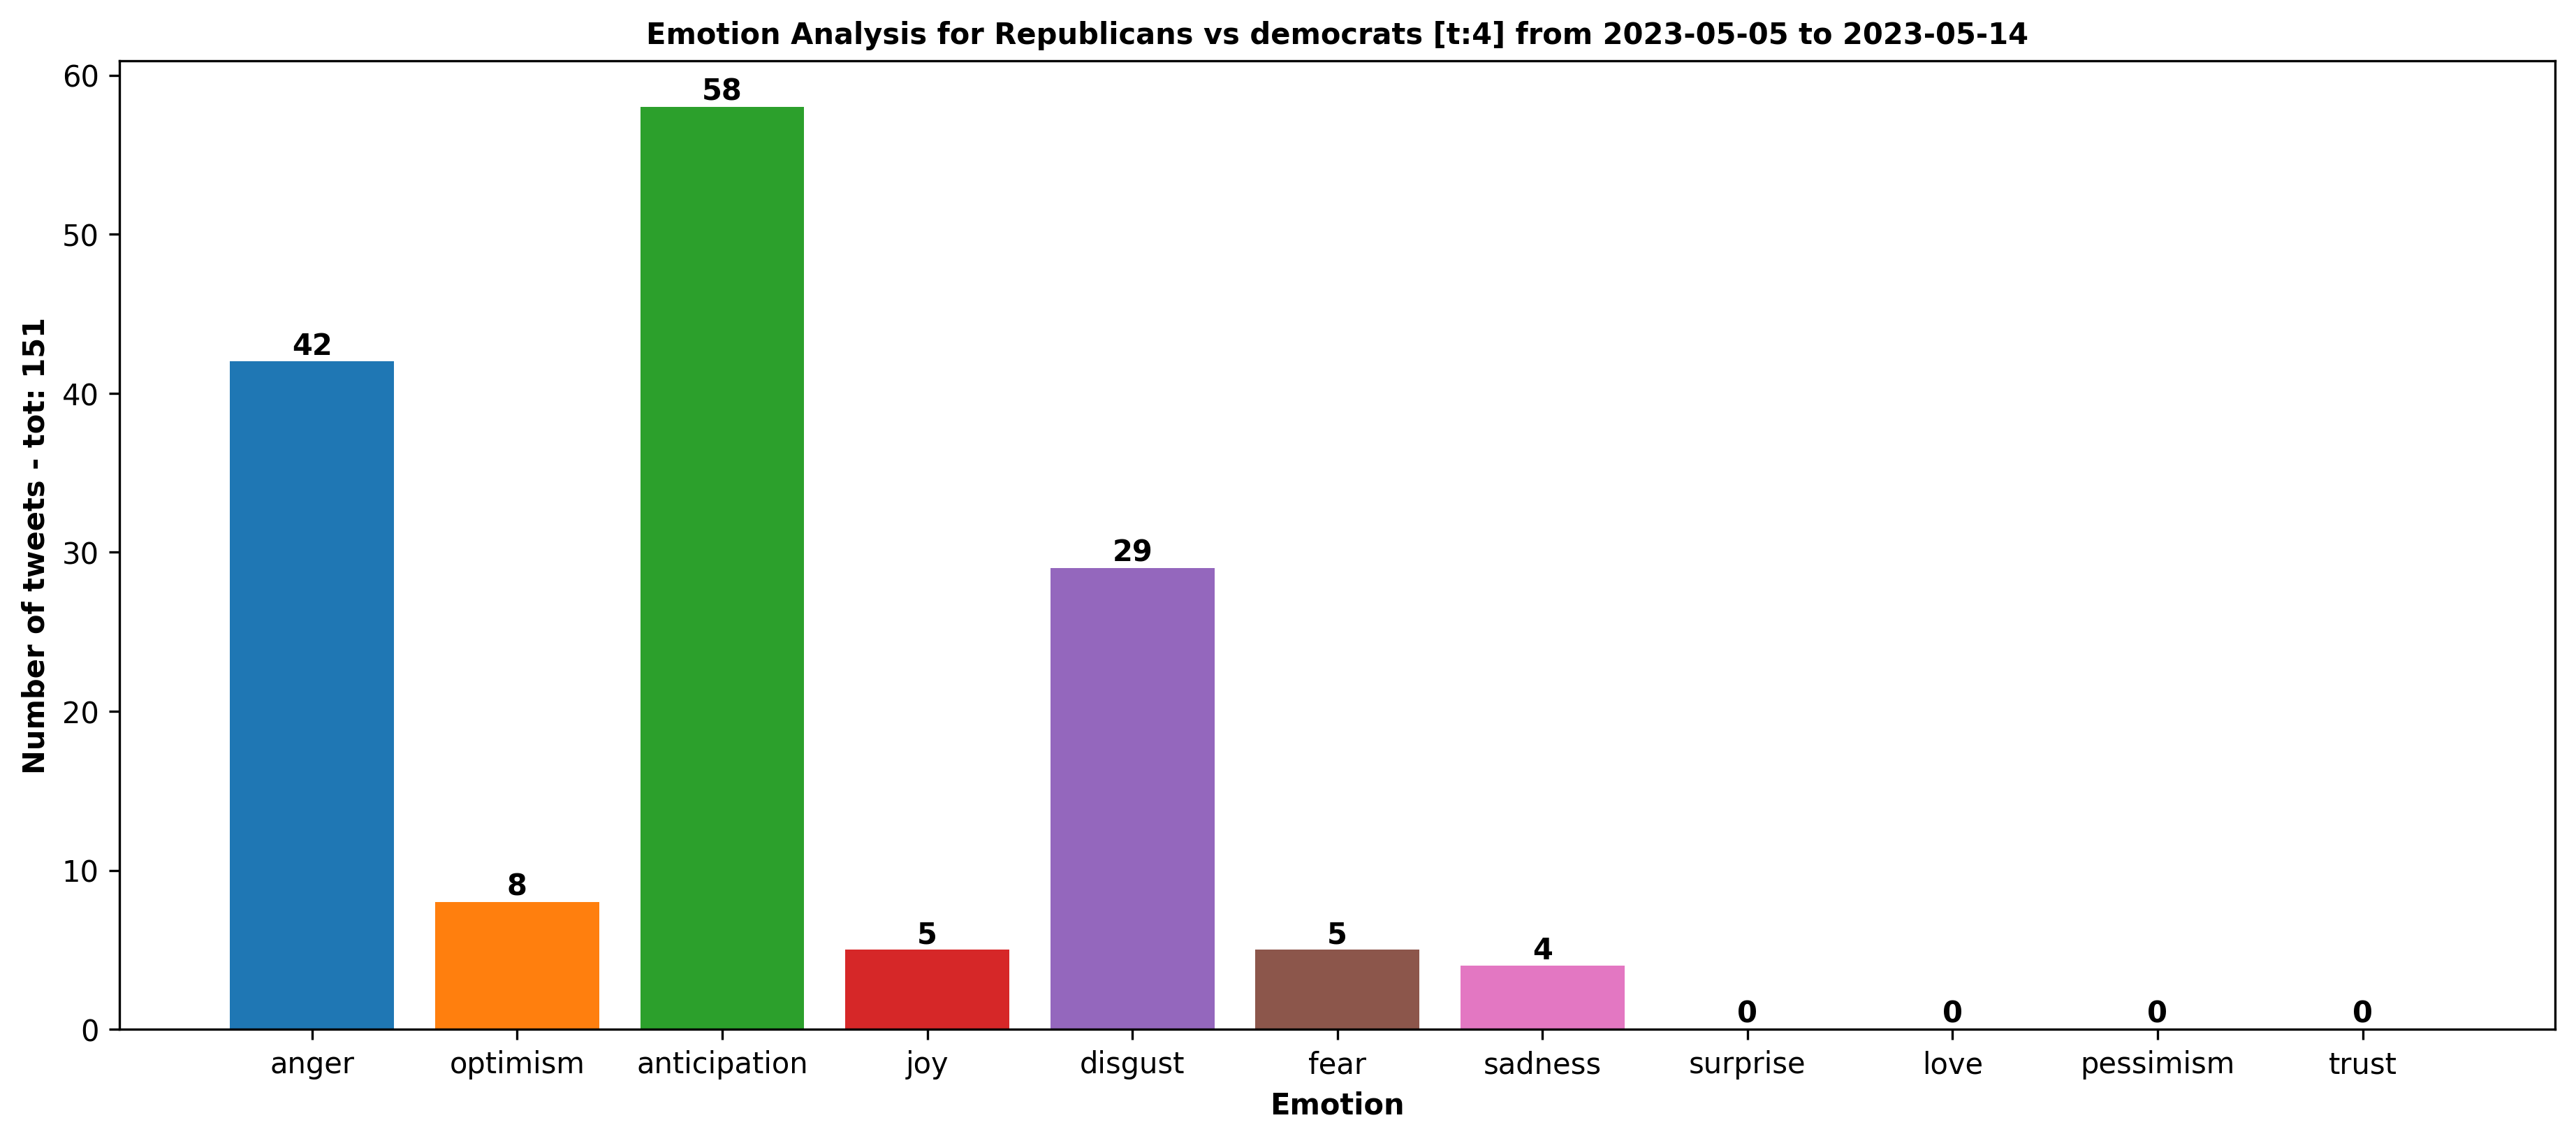 Emotion Analysis for Republicans vs democrats [t:4] from 2023-05-05 to 2023-05-14
Number of tweets - tot: 151
60
50
40
30
20
10
0
42
8
58
5
29
5
4
0
0
0
0
anger
optimism
anticipation
joy
disgust
fear
sadness
surprise
love
pessimism
trust
Emotion